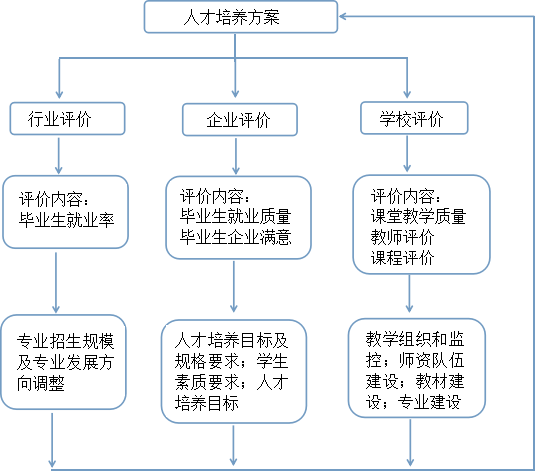 人才培养方案
行业评价
企业评价
学校评价
评价内容：
毕业生就业率
评价内容：
毕业生就业质量
毕业生企业满意
评价内容：
课堂教学质量
教师评价
课程评价
专业招生规模
及专业发展方
向调整
人才培养目标及
规格要求；学生
素质要求；人才
培养目标
教学组织和监
控；师资队伍
建设；教材建
设；专业建设